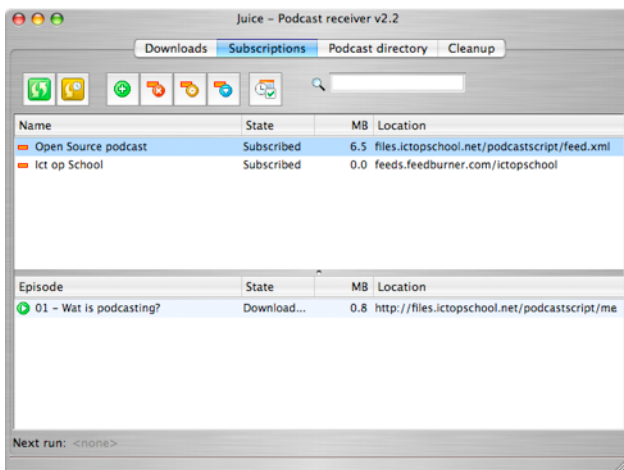 Juice – Podcast receiver v2.2
Downloads Subscriptions Podcast directory Cleanup
Name State MB Location
Open Source podcast Subscribed 6.5 files.ictopschool.net/podcastscript/feed.xml
Ict op School Subscribed 0.0 feeds.feedburner.com/ictopschool
Episode State MB Location
01 – Wat is podcasting? Download... 0.8 http://files.ictopschool.net/podcastscript/me
Next run: <none>